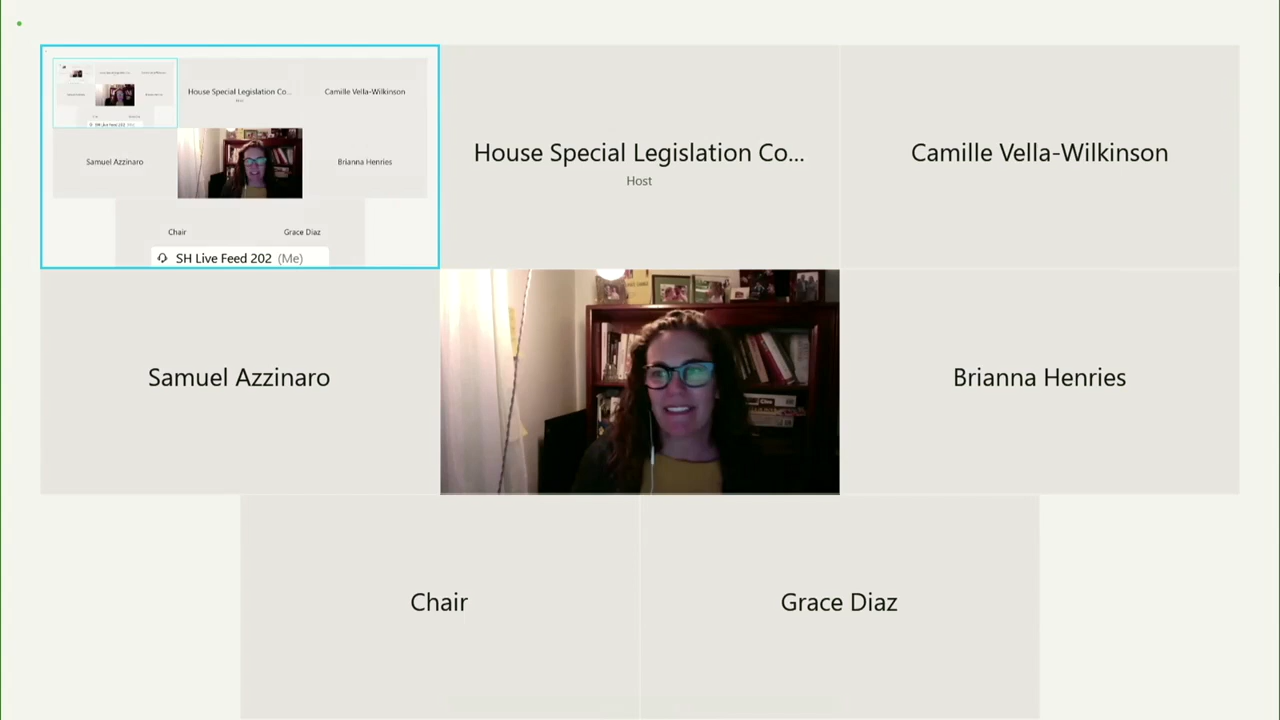 House Special Legislation Co...
Host
Camille Vella-Wilkinson
Samuel Azzinaro
Brianna Henries
Chair
Grace Diaz
SH Live Feed 202 (Me)
House Special Legislation Co...
Host
Camille Vella-Wilkinson
Samuel Azzinaro
Brianna Henries
Chair
Grace Diaz